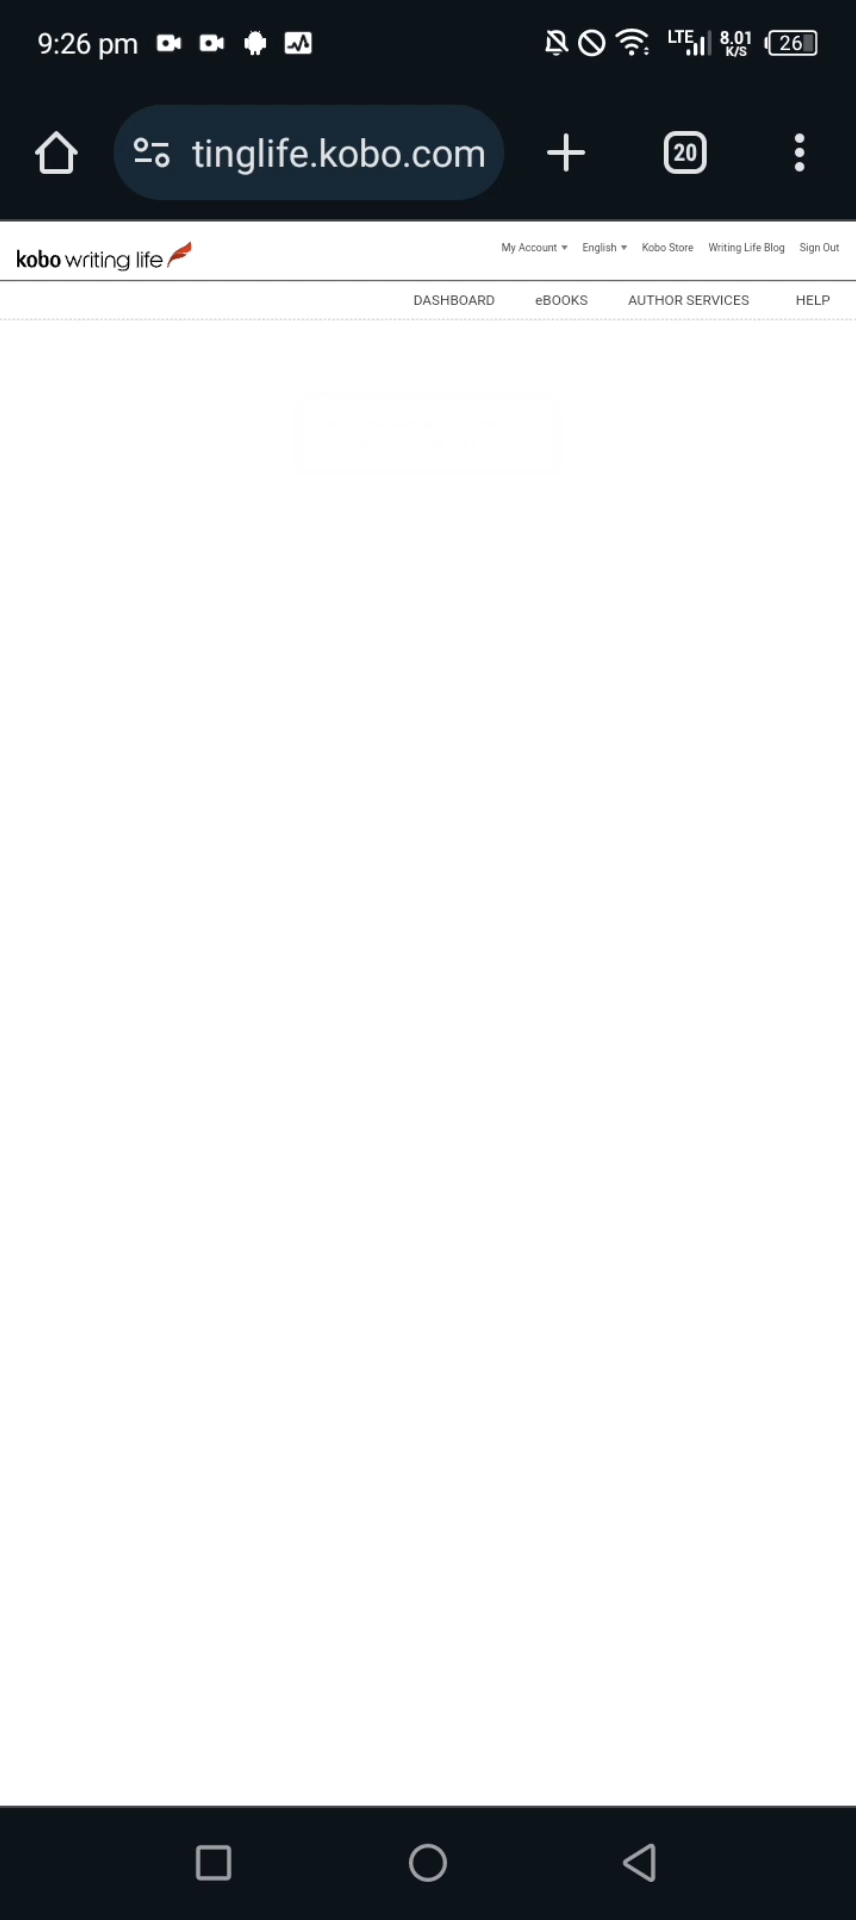 9:26 pm LTE 8.01 K/S 26
tinglife.kobo.com 20
kobo writing life My Account English Kobo Store Writing Life Blog Sign Out
DASHBOARD eBOOKS AUTHOR SERVICES HELP